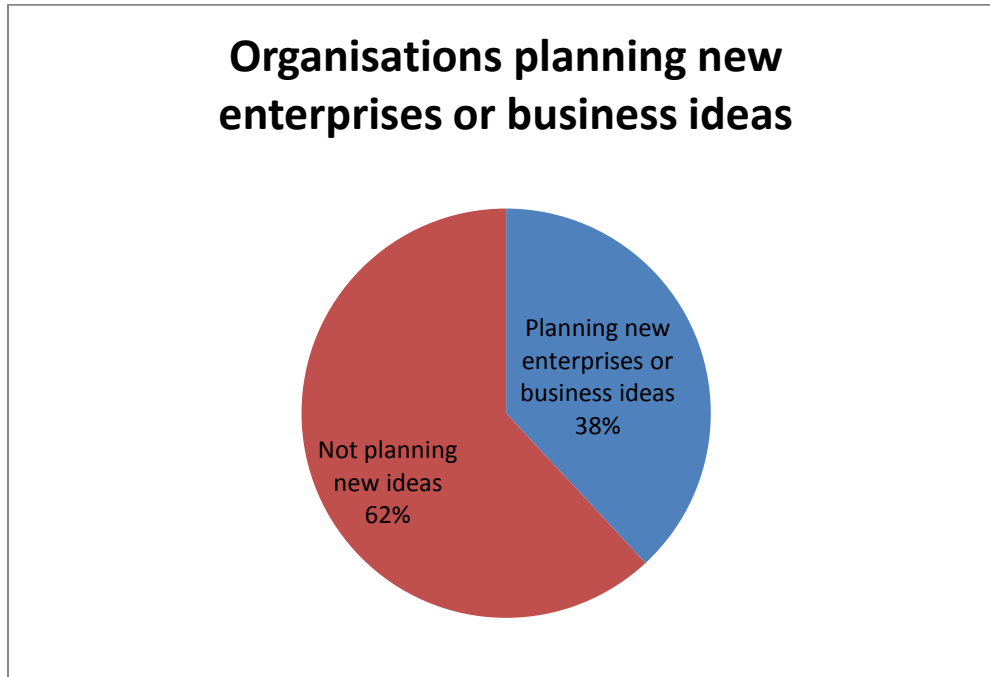 Organisations planning new
enterprises or business ideas
Planning new
enterprises or
business ideas
38%
Not planning
new ideas
62%